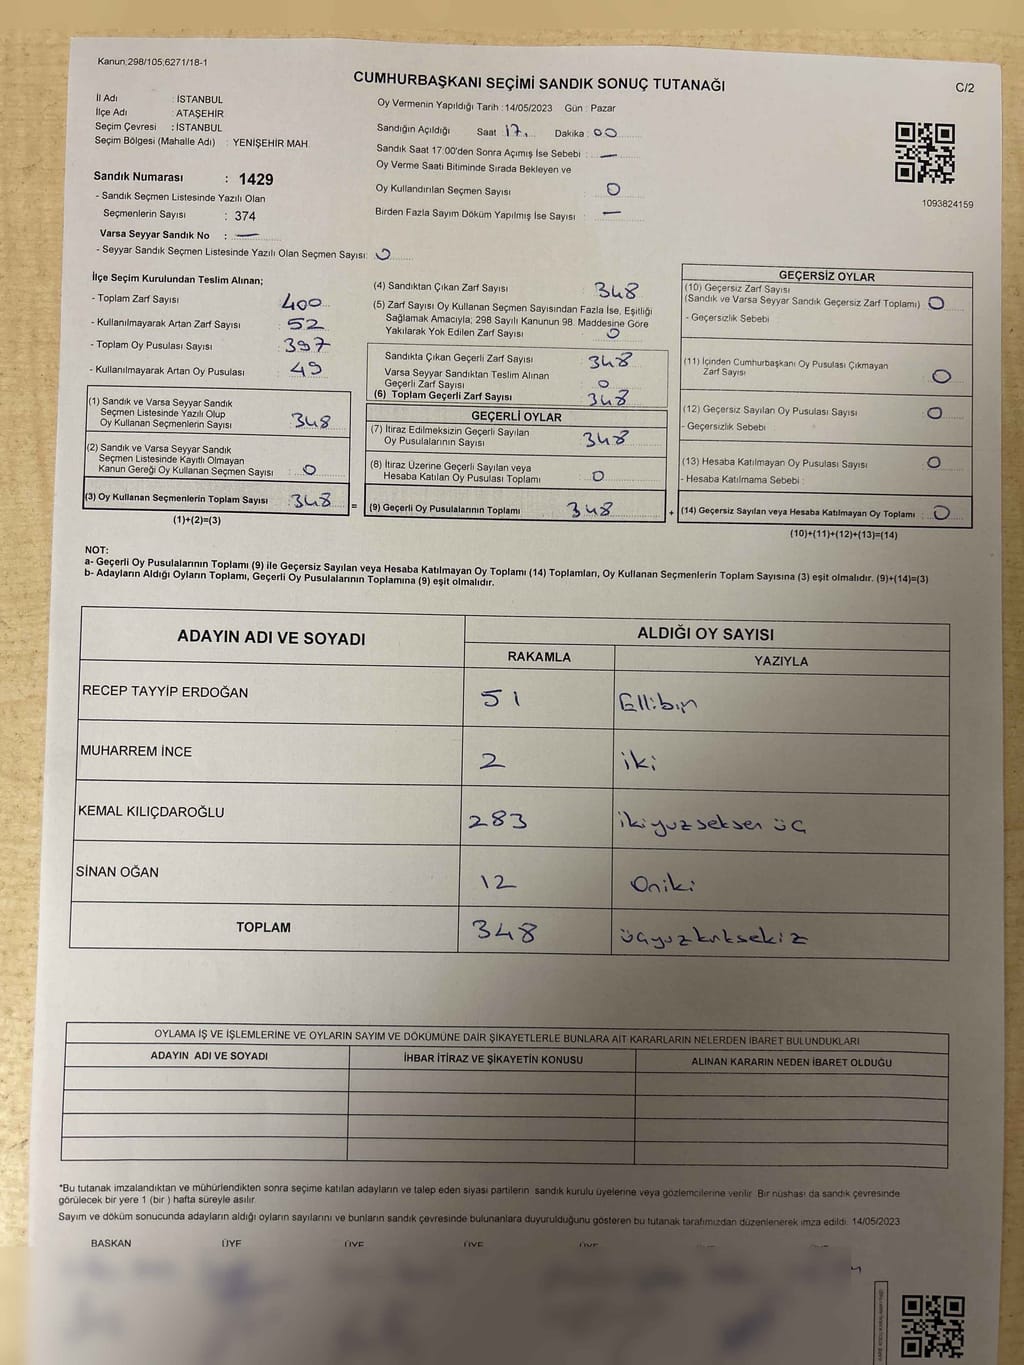 Kanun;298/105,6271/18-1
CUMHURBAŞKANI SEÇİMİ SANDIK SONUÇ TUTANAĞI
C/2
İl Adı : İSTANBUL
İlçe Adı : ATAŞEHİR
Seçim Çevresi : İSTANBUL
Seçim Bölgesi (Mahalle Adı) : YENİŞEHİR MAH.
Oy Vermenin Yapıldığı Tarih : 14/05/2023 Gün : Pazar
Sandığın Açıldığı Saat : 17 Dakika : 00
Sandık Saat 17:00'den Sonra Açımış İse Sebebi : —
Oy Verme Saati Bitiminde Sırada Bekleyen ve
Oy Kullandırılan Seçmen Sayısı 0
Birden Fazla Sayım Döküm Yapılmış İse Sayısı : —
1093824159
Sandık Numarası : 1429
- Sandık Seçmen Listesinde Yazılı Olan
Seçmenlerin Sayısı : 374
Varsa Seyyar Sandık No : —
- Seyyar Sandık Seçmen Listesinde Yazılı Olan Seçmen Sayısı: 0
İlçe Seçim Kurulundan Teslim Alınan;
- Toplam Zarf Sayısı 400
- Kullanılmayarak Artan Zarf Sayısı : 52
- Toplam Oy Pusulası Sayısı : 397
- Kullanılmayarak Artan Oy Pusulası : 49
(1) Sandık ve Varsa Seyyar Sandık
Seçmen Listesinde Yazılı Olup
Oy Kullanan Seçmenlerin Sayısı : 348
(2) Sandık ve Varsa Seyyar Sandık
Seçmen Listesinde Kayıtlı Olmayan
Kanun Gereği Oy Kullanan Seçmen Sayısı : 0
(3) Oy Kullanan Seçmenlerin Toplam Sayısı : 348
(1)+(2)=(3)
=
(4) Sandıktan Çıkan Zarf Sayısı 348
(5) Zarf Sayısı Oy Kullanan Seçmen Sayısından Fazla İse, Eşitliği
Sağlamak Amacıyla; 298 Sayılı Kanunun 98. Maddesine Göre
Yakılarak Yok Edilen Zarf Sayısı : 0
Sandıkta Çıkan Geçerli Zarf Sayısı : 348
Varsa Seyyar Sandıktan Teslim Alınan
Geçerli Zarf Sayısı : 0
(6) Toplam Geçerli Zarf Sayısı : 348
GEÇERLİ OYLAR
(7) İtiraz Edilmeksizin Geçerli Sayılan
Oy Pusulalarının Sayısı : 348
(8) İtiraz Üzerine Geçerli Sayılan veya
Hesaba Katılan Oy Pusulası Toplamı : 0
(9) Geçerli Oy Pusulalarının Toplamı : 348
+
GEÇERSİZ OYLAR
(10) Geçersiz Zarf Sayısı
(Sandık ve Varsa Seyyar Sandık Geçersiz Zarf Toplamı) : 0
- Geçersizlik Sebebi :
(11) İçinden Cumhurbaşkanı Oy Pusulası Çıkmayan
Zarf Sayısı : 0
(12) Geçersiz Sayılan Oy Pusulası Sayısı : 0
- Geçersizlik Sebebi :
(13) Hesaba Katılmayan Oy Pusulası Sayısı : 0
- Hesaba Katılmama Sebebi :
(14) Geçersiz Sayılan veya Hesaba Katılmayan Oy Toplamı : 0
(10)+(11)+(12)+(13)=(14)
NOT:
a- Geçerli Oy Pusulalarının Toplamı (9) ile Geçersiz Sayılan veya Hesaba Katılmayan Oy Toplamı (14) Toplamları, Oy Kullanan Seçmenlerin Toplam Sayısına (3) eşit olmalıdır. (9)+(14)=(3)
b- Adayların Aldığı Oyların Toplamı, Geçerli Oy Pusulalarının Toplamına (9) eşit olmalıdır.
ADAYIN ADI VE SOYADI ALDIĞI OY SAYISI
RAKAMLA YAZIYLA
RECEP TAYYİP ERDOĞAN 51 Ellibir
MUHARREM İNCE 2 iki
KEMAL KILIÇDAROĞLU 283 ikiyuzseksen üç
SİNAN OĞAN 12 Oniki
TOPLAM 348 üçyuzkırksekiz
OYLAMA İŞ VE İŞLEMLERİNE VE OYLARIN SAYIM VE DÖKÜMÜNE DAİR ŞİKAYETLERLE BUNLARA AİT KARARLARIN NELERDEN İBARET BULUNDUKLARI
ADAYIN ADI VE SOYADI İHBAR İTİRAZ VE ŞİKAYETİN KONUSU ALINAN KARARIN NEDEN İBARET OLDUĞU
*Bu tutanak imzalandıktan ve mühürlendikten sonra seçime katılan adayların ve talep eden siyasi partilerin sandık kurulu üyelerine veya gözlemcilerine verilir. Bir nüshası da sandık çevresinde
görülecek bir yere 1 (bir ) hafta süreyle asılır.
Sayım ve döküm sonucunda adayların aldığı oyların sayılarını ve bunların sandık çevresinde bulunanlara duyurulduğunu gösteren bu tutanak tarafımızdan düzenlenerek imza edildi. 14/05/2023
BAŞKAN ÜYE ÜYE ÜYE ÜYE